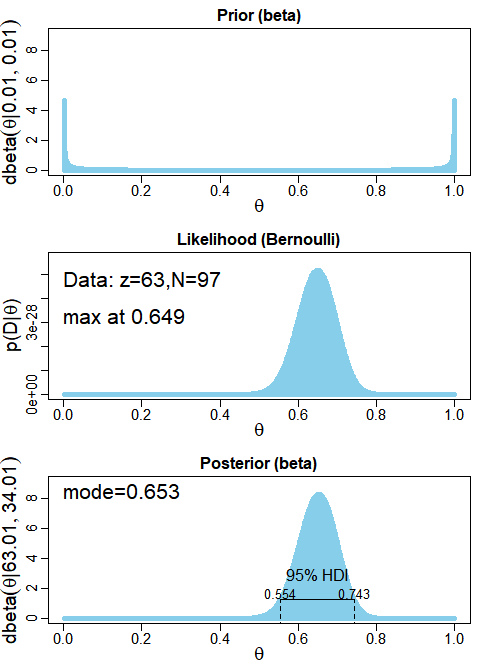 Prior (beta)
dbeta(θ|0.01, 0.01)
0 2 4 6 8
0.0 0.2 0.4 0.6 0.8 1.0
θ
Likelihood (Bernoulli)
Data: z=63,N=97
max at 0.649
p(D|θ)
0e+00 3e-28
0.0 0.2 0.4 0.6 0.8 1.0
θ
Posterior (beta)
mode=0.653
dbeta(θ|63.01, 34.01)
0 2 4 6 8
95% HDI
0.554 0.743
0.0 0.2 0.4 0.6 0.8 1.0
θ